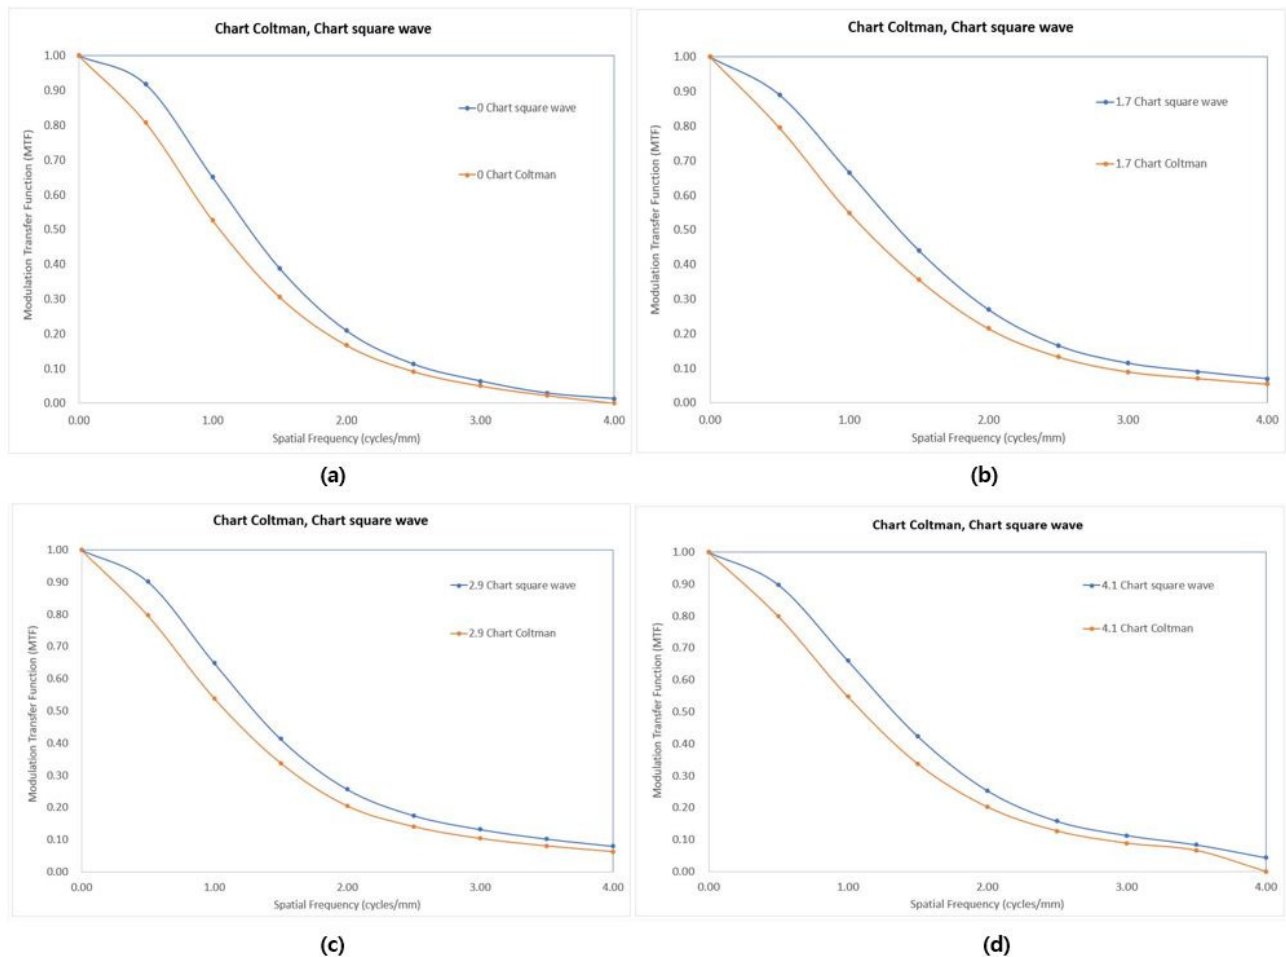 Chart Coltman, Chart square wave
1.00
0.90
0.80
0.70
0.60
0.50
0.40
0.30
0.20
0.10
0.00
Modulation Transfer Function (MTF)
0 Chart square wave
0 Chart Coltman
0.00 1.00 2.00 3.00 4.00
Spatial Frequency (cycles/mm)
(a)
Chart Coltman, Chart square wave
1.00
0.90
0.80
0.70
0.60
0.50
0.40
0.30
0.20
0.10
0.00
Modulation Transfer Function (MTF)
1.7 Chart square wave
1.7 Chart Coltman
0.00 1.00 2.00 3.00 4.00
Spatial Frequency (cycles/mm)
(b)
Chart Coltman, Chart square wave
1.00
0.90
0.80
0.70
0.60
0.50
0.40
0.30
0.20
0.10
0.00
Modulation Transfer Function (MTF)
2.9 Chart square wave
2.9 Chart Coltman
0.00 1.00 2.00 3.00 4.00
Spatial Frequency (cycles/mm)
(c)
Chart Coltman, Chart square wave
1.00
0.90
0.80
0.70
0.60
0.50
0.40
0.30
0.20
0.10
0.00
Modulation Transfer Function (MTF)
4.1 Chart square wave
4.1 Chart Coltman
0.00 1.00 2.00 3.00 4.00
Spatial Frequency (cycles/mm)
(d)